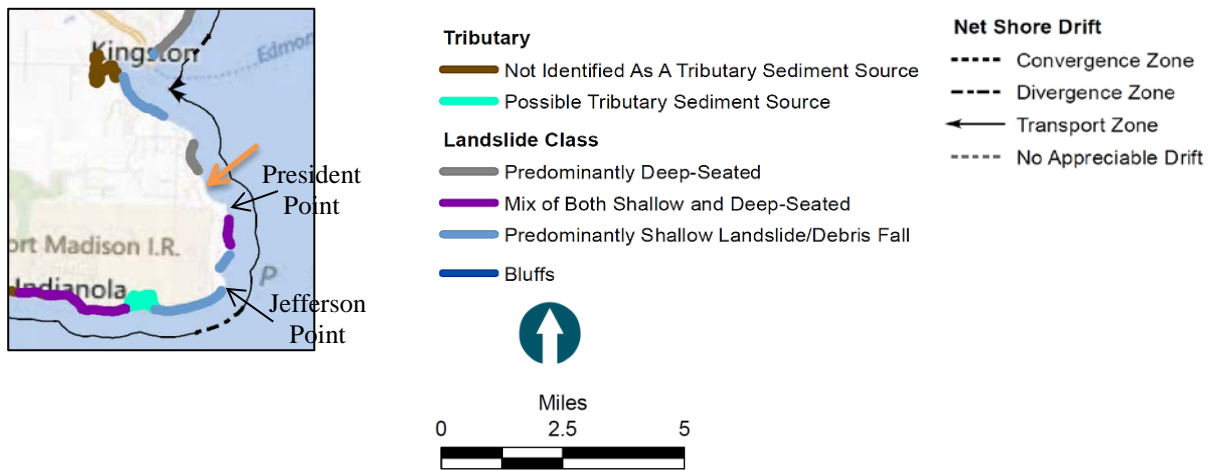 Kingston
Edmon
President
Point
ort Madison I.R.
P
Indianola
Jefferson
Point
Tributary
Not Identified As A Tributary Sediment Source
Possible Tributary Sediment Source
Landslide Class
Predominantly Deep-Seated
Mix of Both Shallow and Deep-Seated
Predominantly Shallow Landslide/Debris Fall
Bluffs
Miles
0 2.5 5
Net Shore Drift
Convergence Zone
Divergence Zone
Transport Zone
No Appreciable Drift